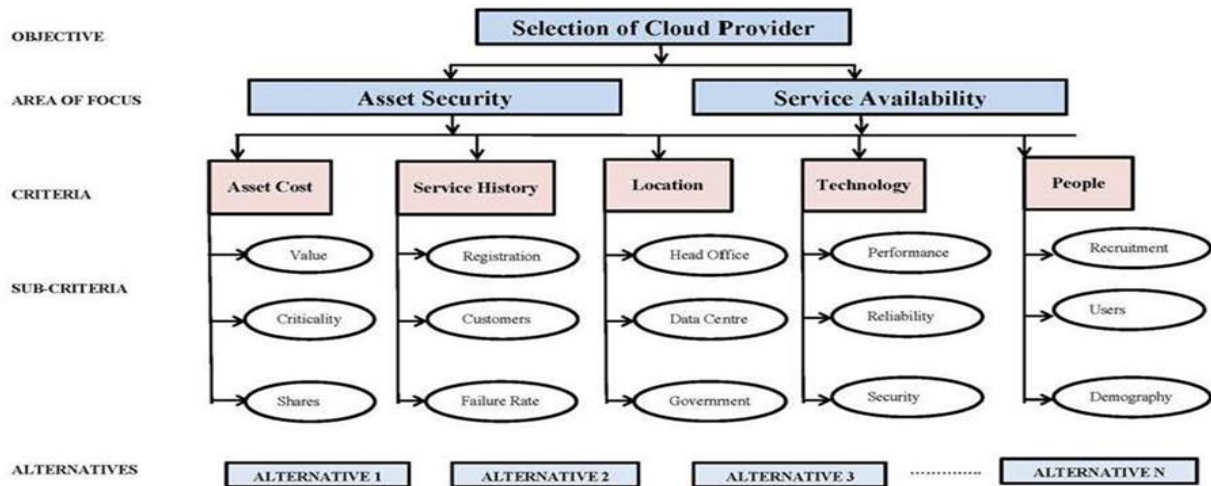 OBJECTIVE
Selection of Cloud Provider
AREA OF FOCUS
Asset Security
Service Availability
CRITERIA
Asset Cost
Service History
Location
Technology
People
SUB-CRITERIA
Value
Registration
Head Office
Performance
Recruitment
Criticality
Customers
Data Centre
Reliability
Users
Shares
Failure Rate
Government
Security
Demography
ALTERNATIVES
ALTERNATIVE 1
ALTERNATIVE 2
ALTERNATIVE 3
ALTERNATIVE N